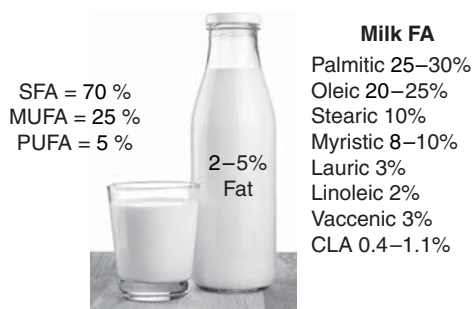 SFA = 70 %
MUFA = 25 %
PUFA = 5 %
2–5%
Fat
Milk FA
Palmitic 25–30%
Oleic 20–25%
Stearic 10%
Myristic 8–10%
Lauric 3%
Linoleic 2%
Vaccenic 3%
CLA 0.4–1.1%